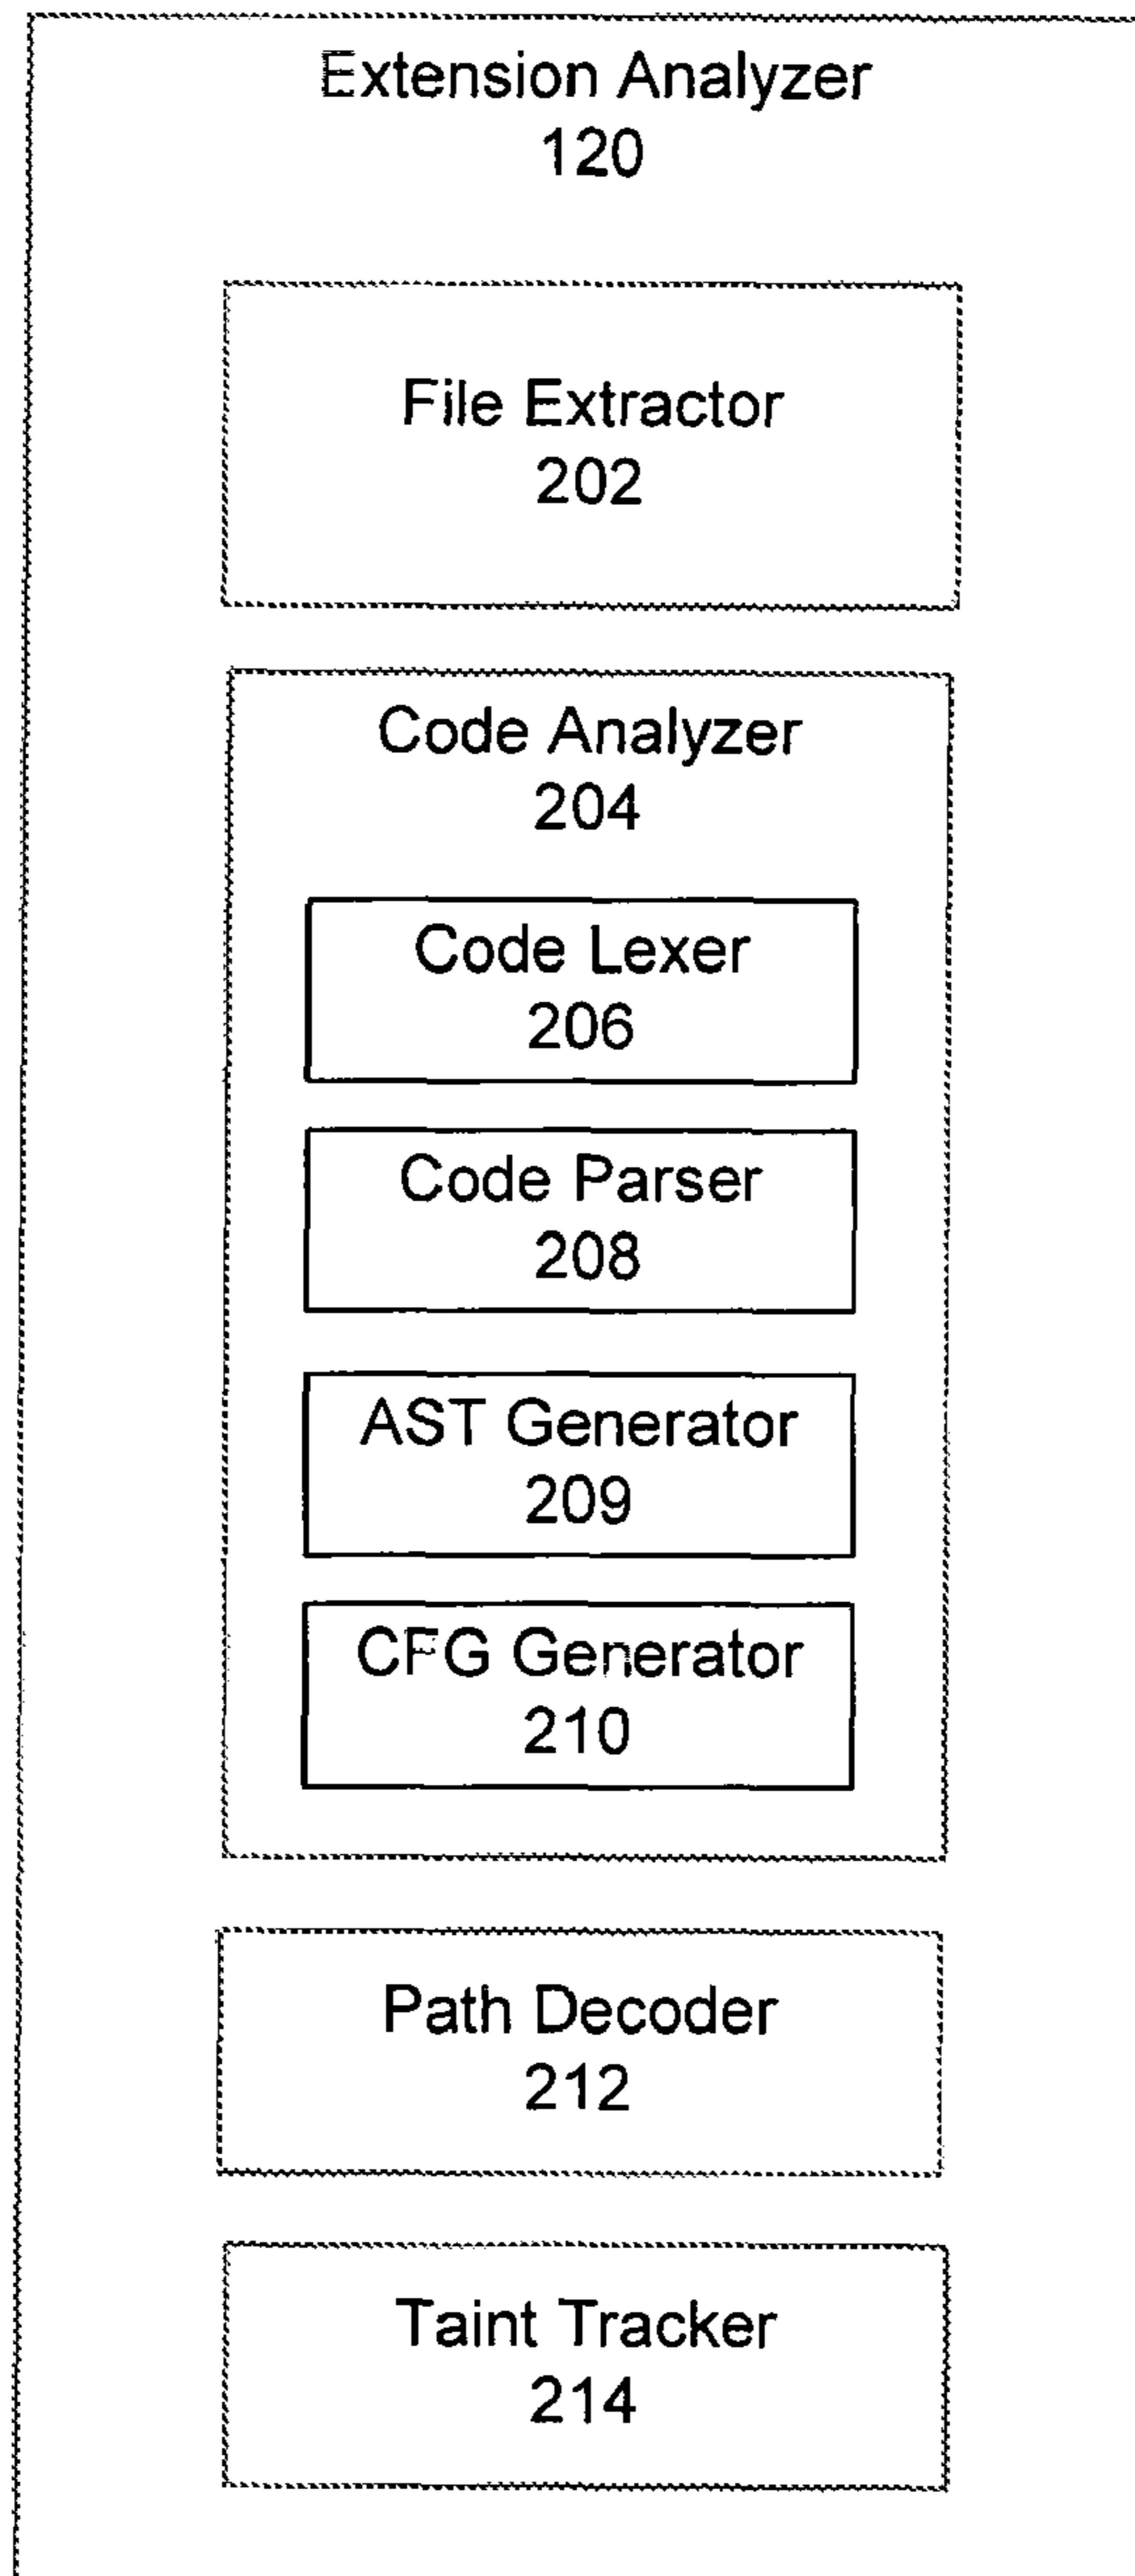 Extension Analyzer
120
File Extractor
202
Code Analyzer
204
Code Lexer
206
Code Parser
208
AST Generator
209
CFG Generator
210
Path Decoder
212
Taint Tracker
214